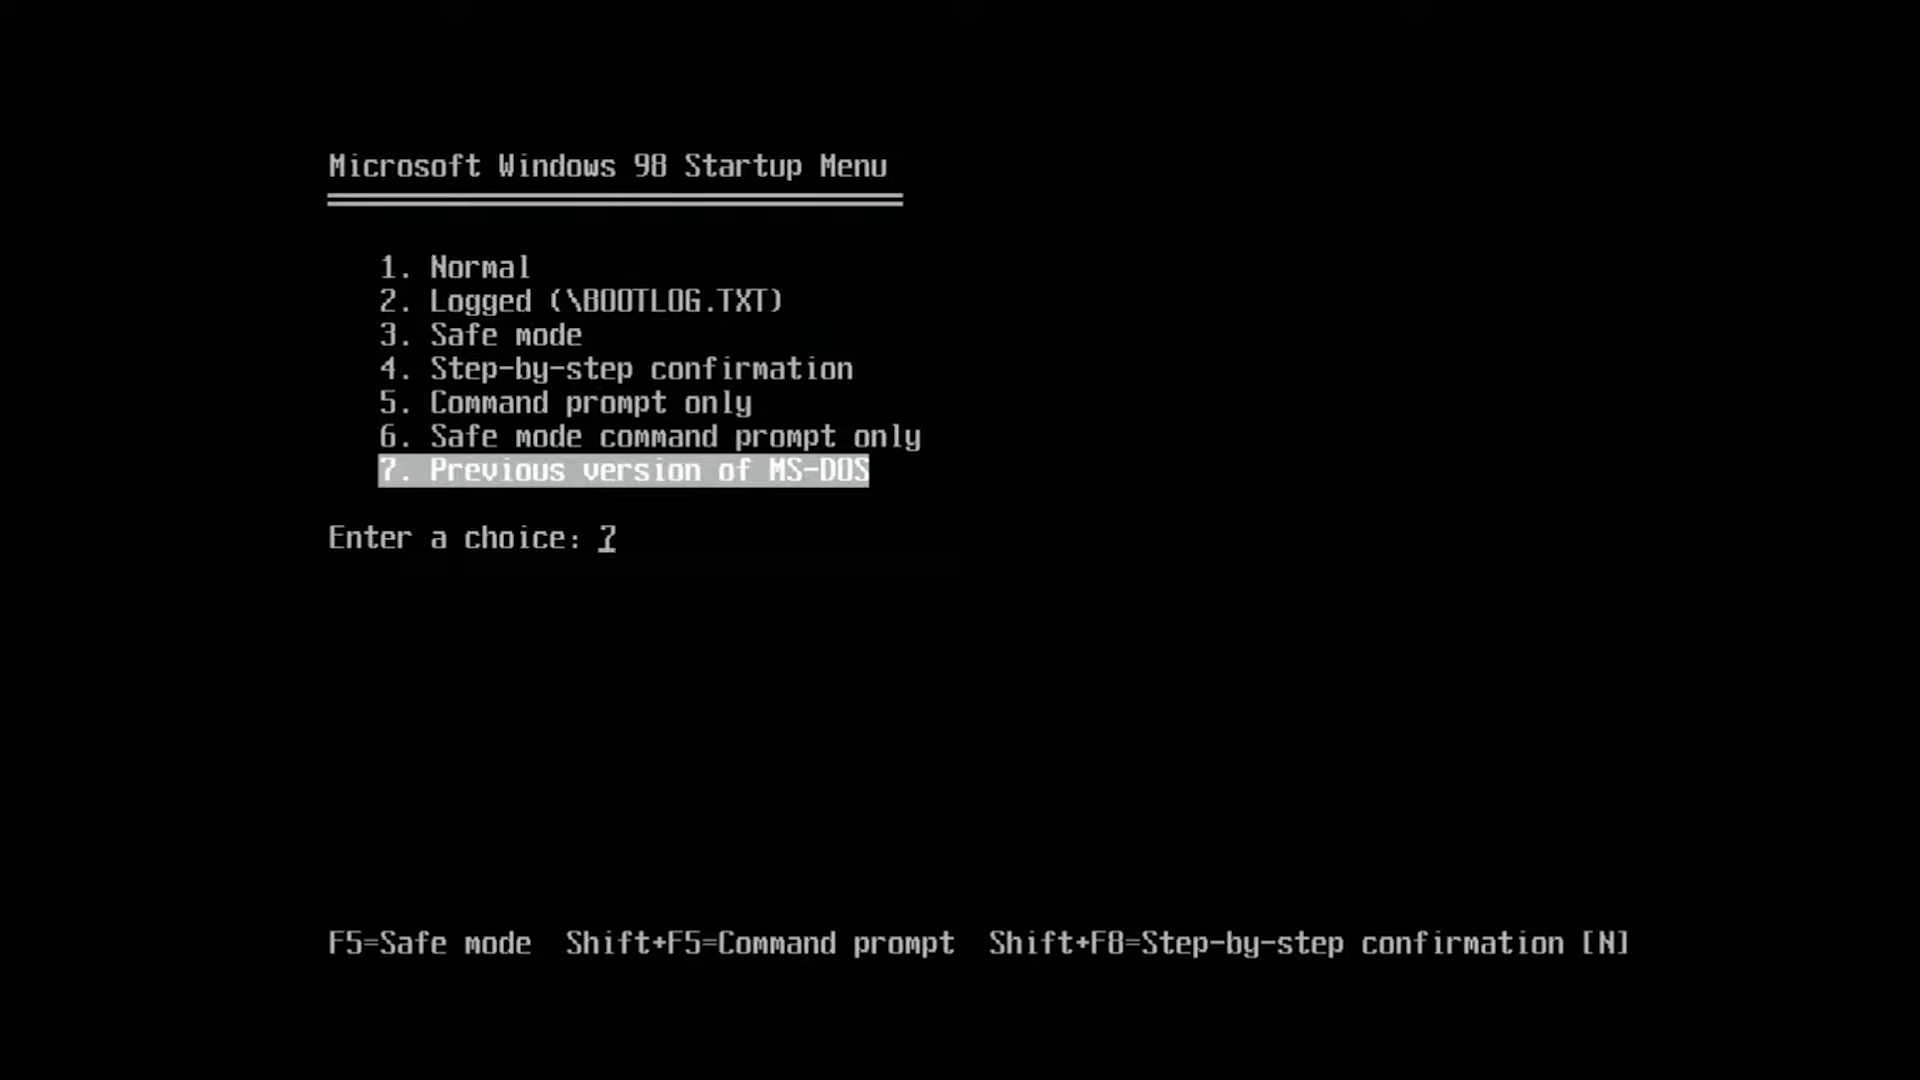 Microsoft Windows 98 Startup Menu
1. Normal
2. Logged (\BOOTLOG.TXT)
3. Safe mode
4. Step-by-step confirmation
5. Command prompt only
6. Safe mode command prompt only
7. Previous version of MS-DOS
Enter a choice: 7
F5=Safe mode  Shift+F5=Command prompt  Shift+F8=Step-by-step confirmation [N]